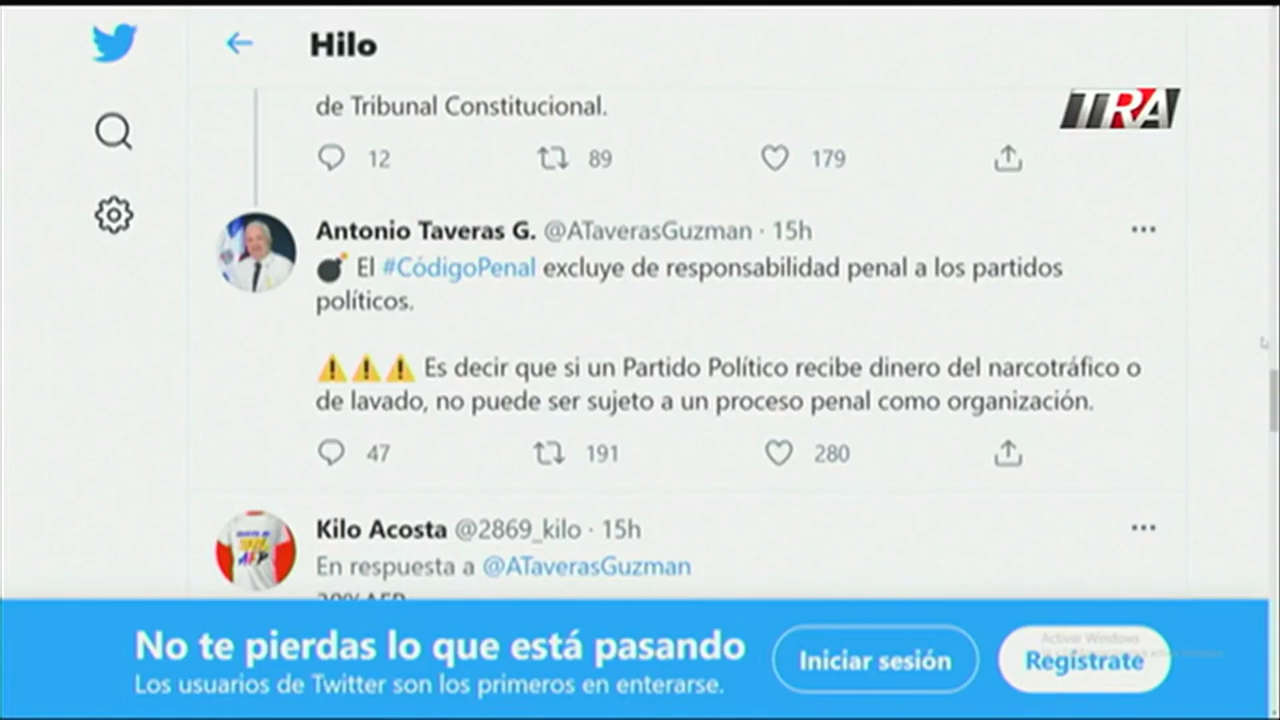 Hilo
de Tribunal Constitucional.
TRA
12 89 179
Antonio Taveras G. @ATaverasGuzman · 15h
💣 El #CódigoPenal excluye de responsabilidad penal a los partidos
políticos.
⚠️⚠️⚠️ Es decir que si un Partido Político recibe dinero del narcotráfico o
de lavado, no puede ser sujeto a un proceso penal como organización.
47 191 280
Kilo Acosta @2869_kilo · 15h
En respuesta a @ATaverasGuzman
No te pierdas lo que está pasando
Los usuarios de Twitter son los primeros en enterarse.
Iniciar sesión
Regístrate
Activar Windows